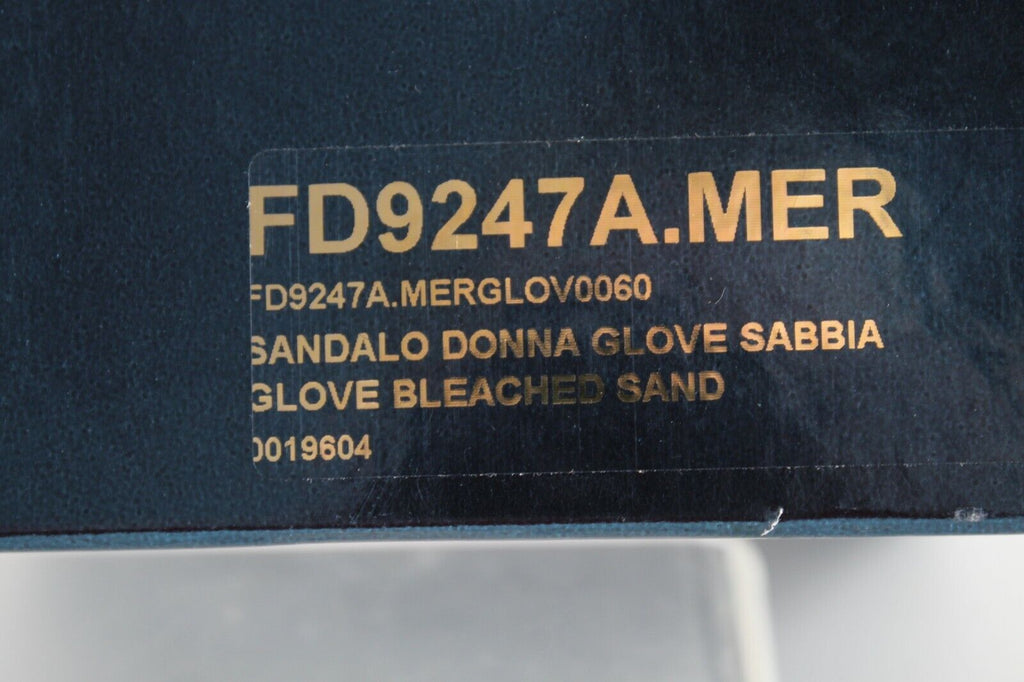 FD9247A.MER
FD9247A.MERGLOV0060
SANDALO DONNA GLOVE SABBIA
GLOVE BLEACHED SAND
0019604